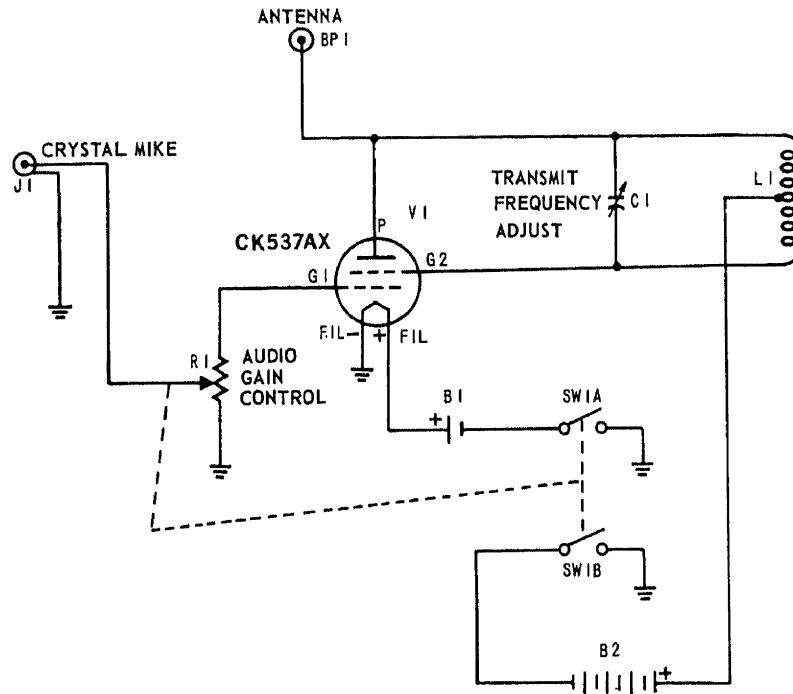 ANTENNA
BP1
CRYSTAL MIKE
J1
TRANSMIT
FREQUENCY
ADJUST
C1
L1
V1
P
CK537AX
G1
G2
FIL-
+ FIL
R1
AUDIO
GAIN
CONTROL
B1
+
SW1A
SW1B
B2
+